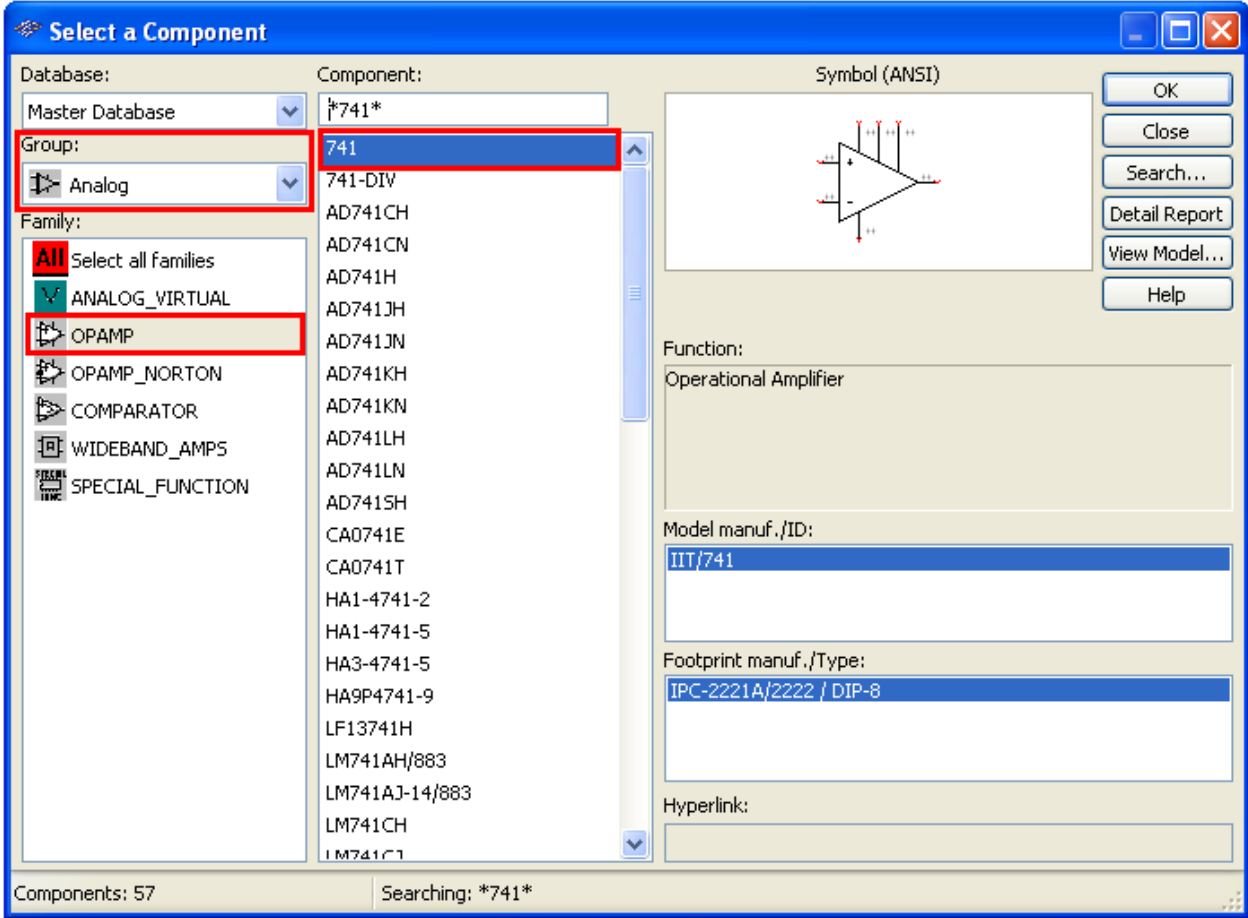 Select a Component
Database:
Master Database
Group:
Analog
Family:
All Select all families
ANALOG_VIRTUAL
OPAMP
OPAMP_NORTON
COMPARATOR
WIDEBAND_AMPS
SPECIAL_FUNCTION
Component:
*741*
741
741-DIV
AD741CH
AD741CN
AD741H
AD741JH
AD741JN
AD741KH
AD741KN
AD741LH
AD741LN
AD741SH
CA0741E
CA0741T
HA1-4741-2
HA1-4741-5
HA3-4741-5
HA9P4741-9
LF13741H
LM741AH/883
LM741AJ-14/883
LM741CH
LM741CJ
Symbol (ANSI)
Function:
Operational Amplifier
Model manuf./ID:
IIT/741
Footprint manuf./Type:
IPC-2221A/2222 / DIP-8
Hyperlink:
OK
Close
Search...
Detail Report
View Model...
Help
Components: 57
Searching: *741*